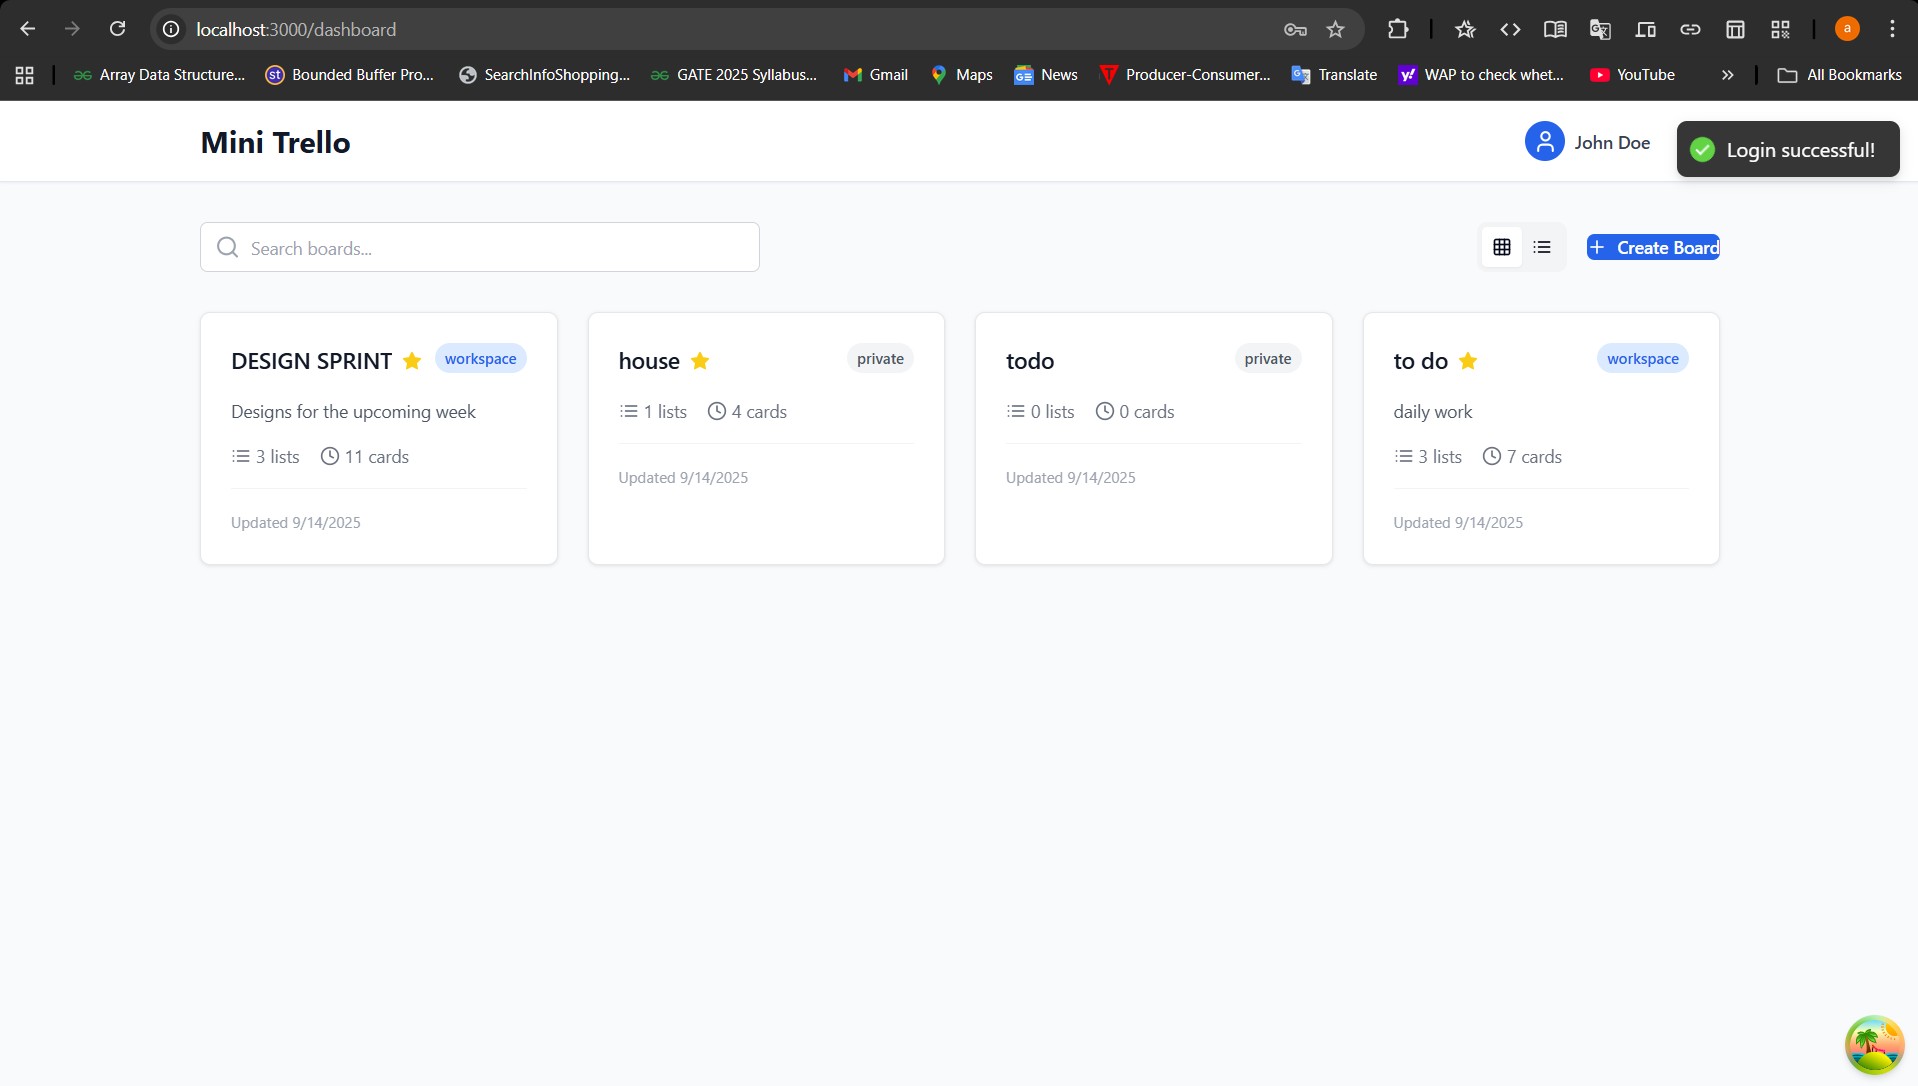 localhost:3000/dashboard
a
Array Data Structure... st Bounded Buffer Pro... SearchInfoShopping... GATE 2025 Syllabus... Gmail Maps GE News Producer-Consumer... Translate y! WAP to check whet... YouTube » All Bookmarks
Mini Trello
John Doe
Login successful!
Search boards...
Create Board
DESIGN SPRINT workspace
Designs for the upcoming week
3 lists 11 cards
Updated 9/14/2025
house private
1 lists 4 cards
Updated 9/14/2025
todo private
0 lists 0 cards
Updated 9/14/2025
to do workspace
daily work
3 lists 7 cards
Updated 9/14/2025